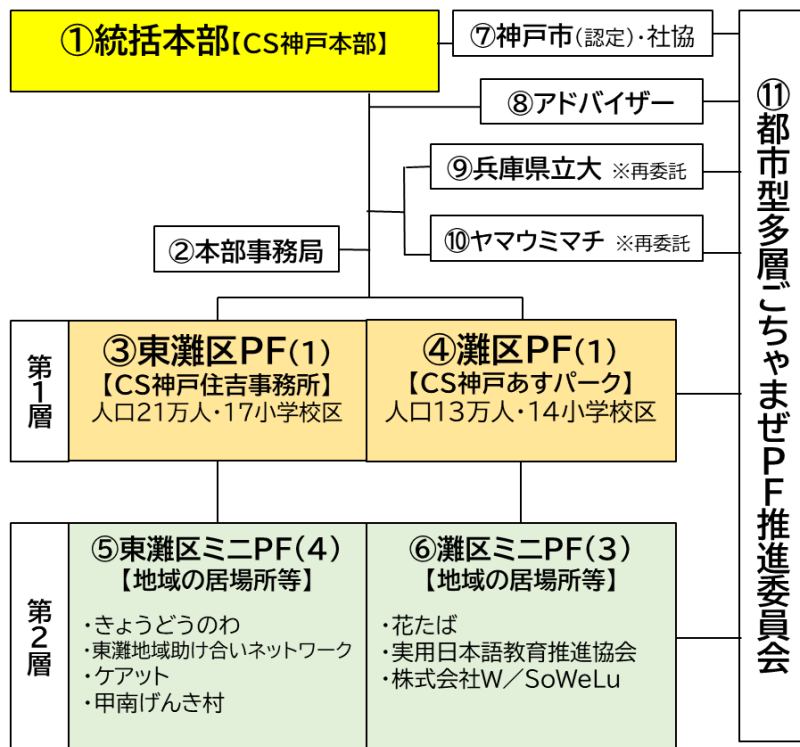 ①統括本部【CS神戸本部】
⑦神戸市(認定)・社協
⑧アドバイザー
⑨兵庫県立大 ※再委託
⑩ヤマウミマチ ※再委託
②本部事務局
⑪都市型多層ごちゃまぜPF推進委員会
第1層
③東灘区PF(1)
【CS神戸住吉事務所】
人口21万人・17小学校区
④灘区PF(1)
【CS神戸あすパーク】
人口13万人・14小学校区
第2層
⑤東灘区ミニPF(4)
【地域の居場所等】
・きょうどうのわ
・東灘地域助け合いネットワーク
・ケアット
・甲南げんき村
⑥灘区ミニPF(3)
【地域の居場所等】
・花たば
・実用日本語教育推進協会
・株式会社W／SoWeLu